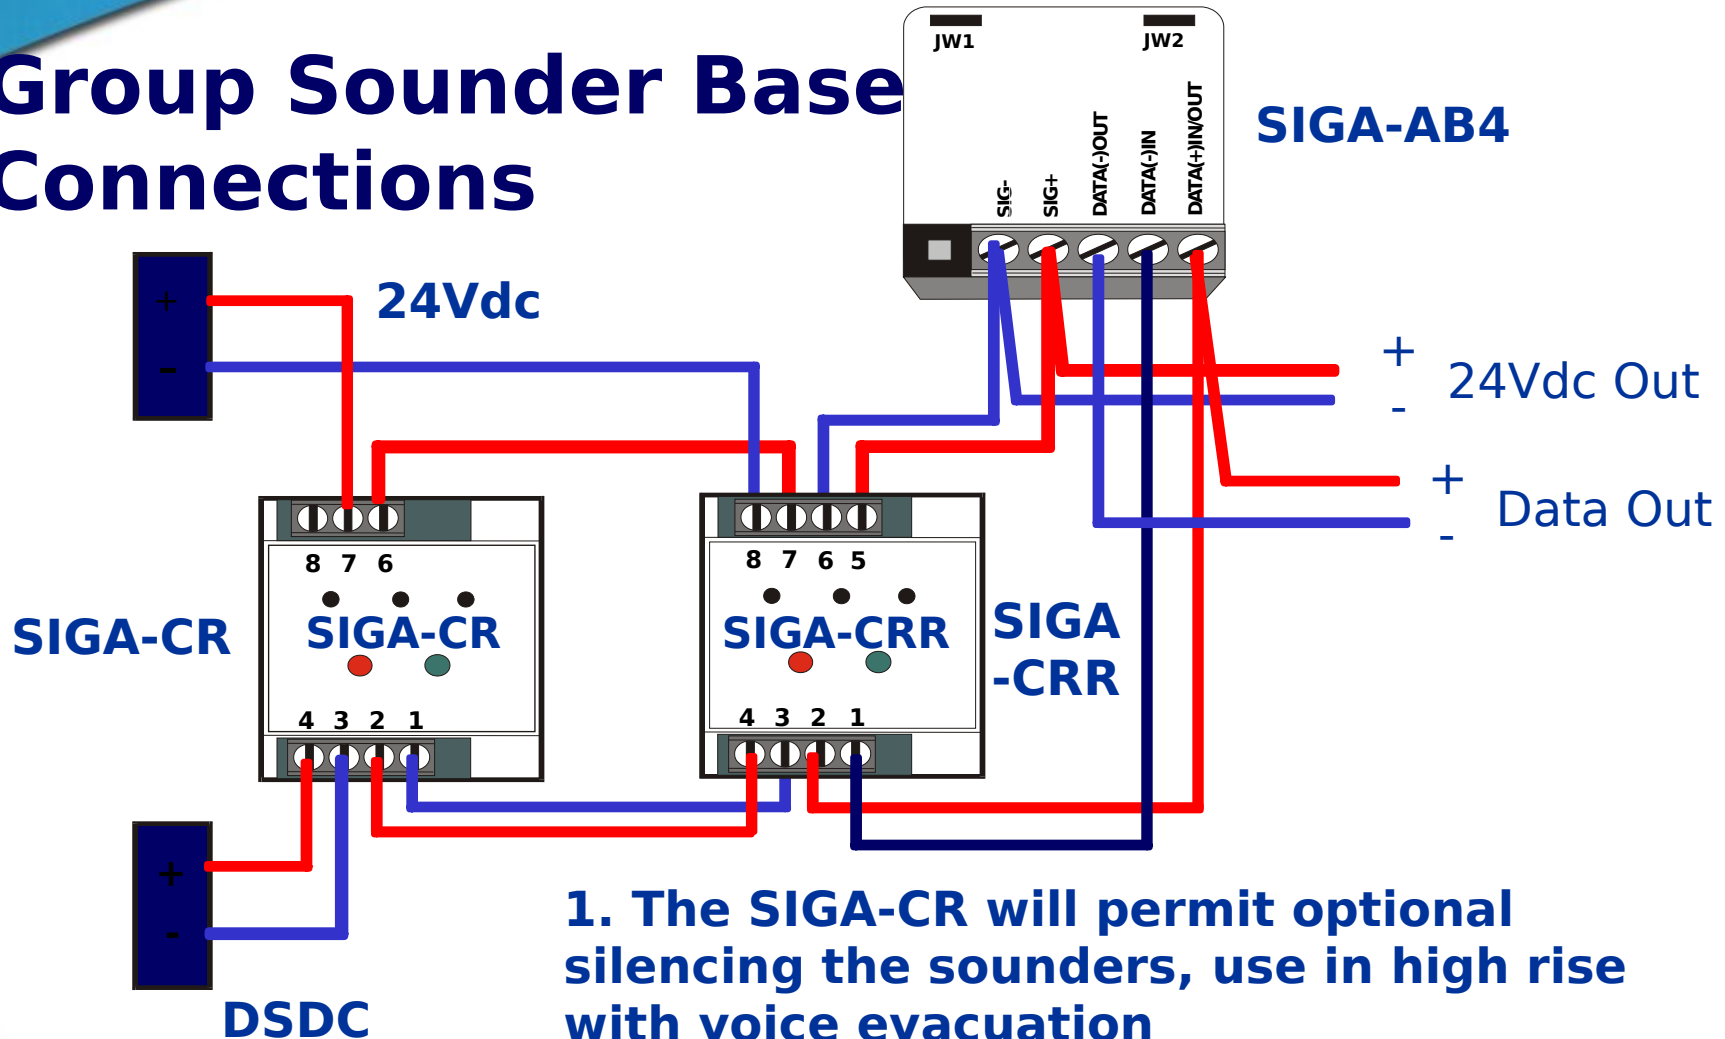 Group Sounder Base
Connections
JW1 JW2
SIG-
SIG+
DATA(-)OUT
DATA(-)IN
DATA(+)IN/OUT
SIGA-AB4
+
-
24Vdc
+
-
24Vdc Out
+
-
Data Out
8 7 6
SIGA-CR
SIGA-CR
4 3 2 1
8 7 6 5
SIGA-CRR
4 3 2 1
SIGA
-CRR
+
-
DSDC
1. The SIGA-CR will permit optional
silencing the sounders, use in high rise
with voice evacuation